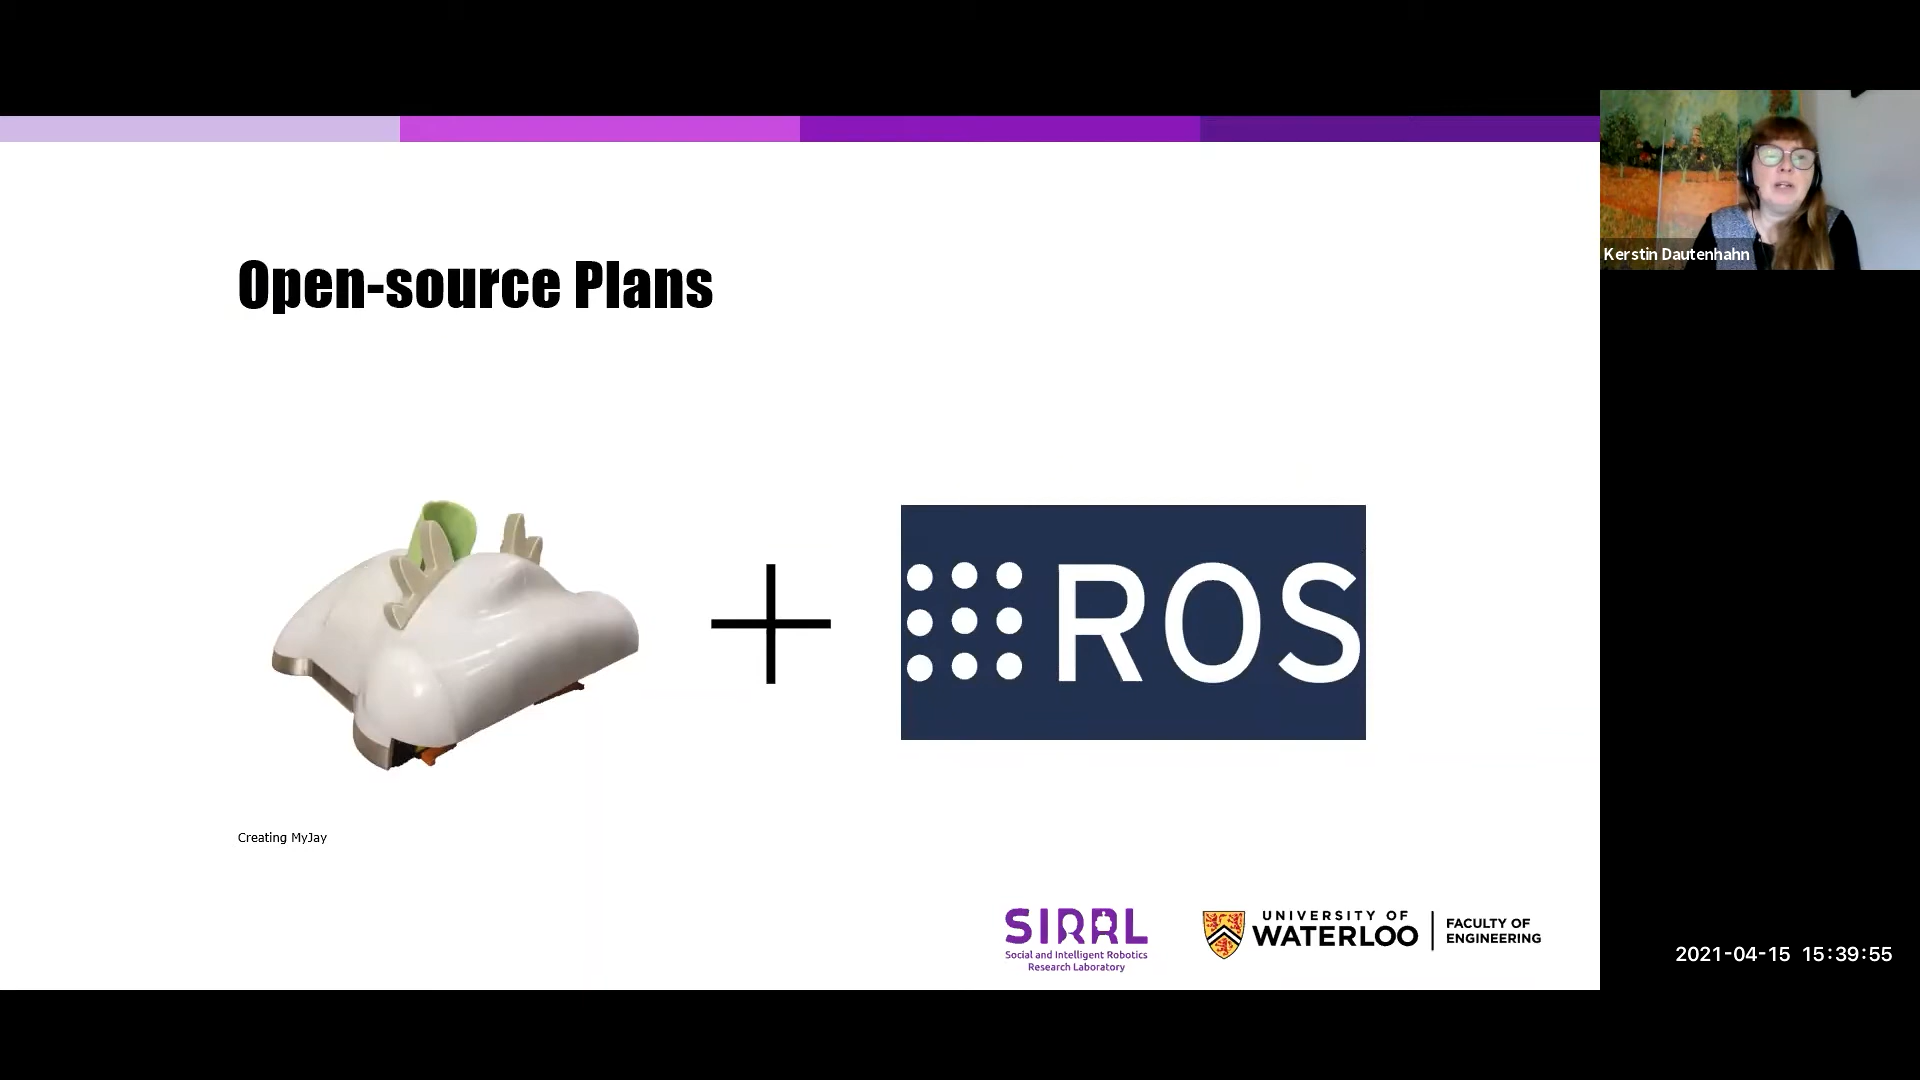 Kerstin Dautenhahn
Open-source Plans
ROS
Creating MyJay
SIRRL
Social and Intelligent Robotics
Research Laboratory
UNIVERSITY OF
WATERLOO
FACULTY OF
ENGINEERING
2021-04-15 15:39:55